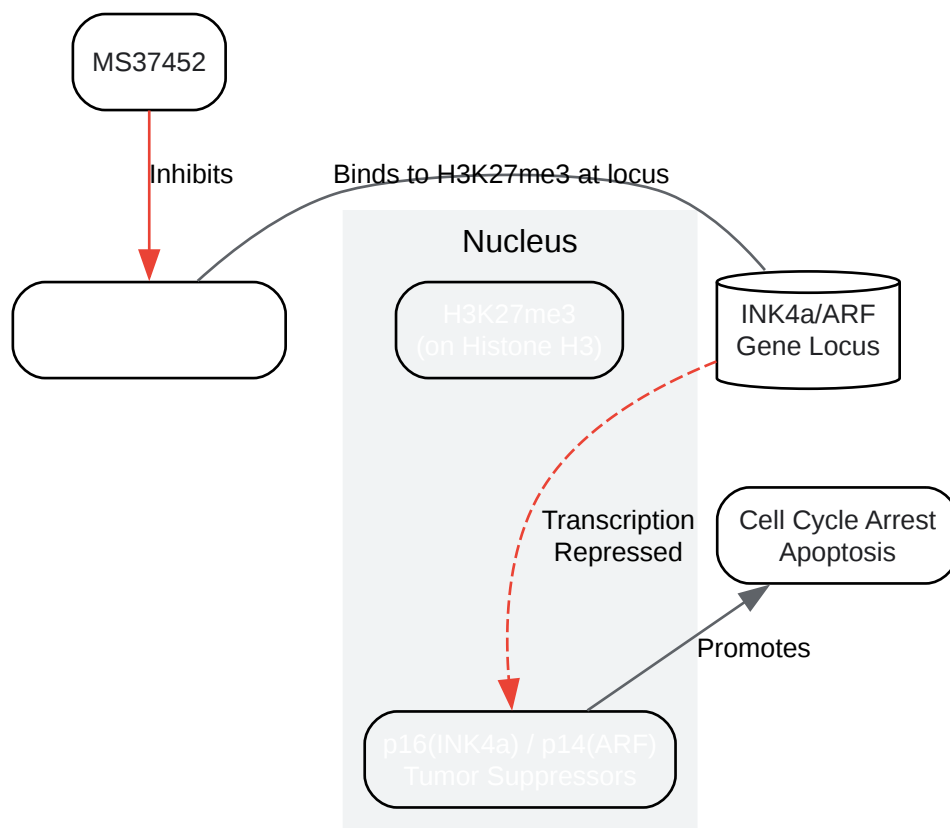 MS37452
Inhibits
Binds to H3K27me3 at locus
Nucleus
H3K27me3
(on Histone H3)
INK4a/ARF
Gene Locus
Transcription
Repressed
Cell Cycle Arrest
Apoptosis
Promotes
p16(INK4a) / p14(ARF)
Tumor Suppressors